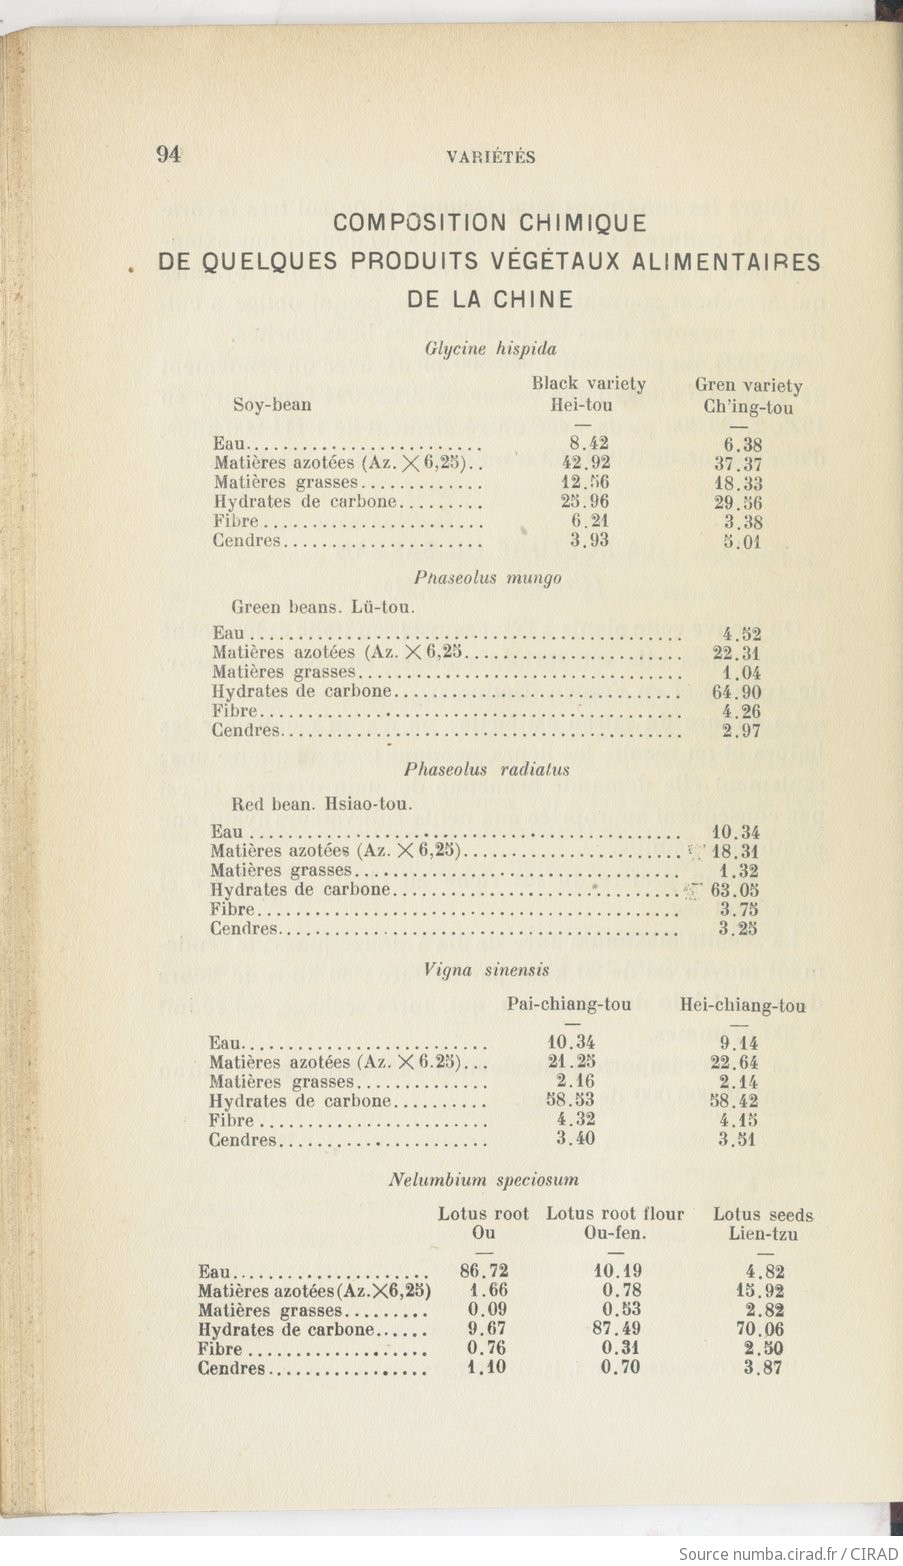 94
VARIÉTÉS
COMPOSITION CHIMIQUE
DE QUELQUES PRODUITS VÉGÉTAUX ALIMENTAIRES
DE LA CHINE
Glycine hispida
Black variety Gren variety
Soy-bean Hei-tou Ch'ing-tou
Eau........................ 8.42 6.38
Matières azotées (Az. × 6,25).. 42.92 37.37
Matières grasses............. 12.56 18.33
Hydrates de carbone......... 25.96 29.56
Fibre....................... 6.21 3.38
Cendres..................... 3.93 5.01
Phaseolus mungo
Green beans. Lü-tou.
Eau............................................ 4.52
Matières azotées (Az. × 6,25...................... 22.31
Matières grasses................................. 1.04
Hydrates de carbone............................. 64.90
Fibre........................................... 4.26
Cendres......................................... 2.97
Phaseolus radiatus
Red bean. Hsiao-tou.
Eau............................................ 10.34
Matières azotées (Az. × 6,25)...................... 18.31
Matières grasses................................. 1.32
Hydrates de carbone............................. 63.05
Fibre........................................... 3.75
Cendres......................................... 3.25
Vigna sinensis
Pai-chiang-tou Hei-chiang-tou
Eau......................... 10.34 9.14
Matières azotées (Az. × 6.25)... 21.25 22.64
Matières grasses.............. 2.16 2.14
Hydrates de carbone.......... 58.53 58.42
Fibre........................ 4.32 4.15
Cendres...................... 3.40 3.51
Nelumbium speciosum
Lotus root Lotus root flour Lotus seeds
Ou Ou-fen. Lien-tzu
Eau..................... 86.72 10.19 4.82
Matières azotées (Az.×6,25) 1.66 0.78 15.92
Matières grasses......... 0.09 0.53 2.82
Hydrates de carbone...... 9.67 87.49 70.06
Fibre................... 0.76 0.31 2.50
Cendres................. 1.10 0.70 3.87
Source numba.cirad.fr / CIRAD